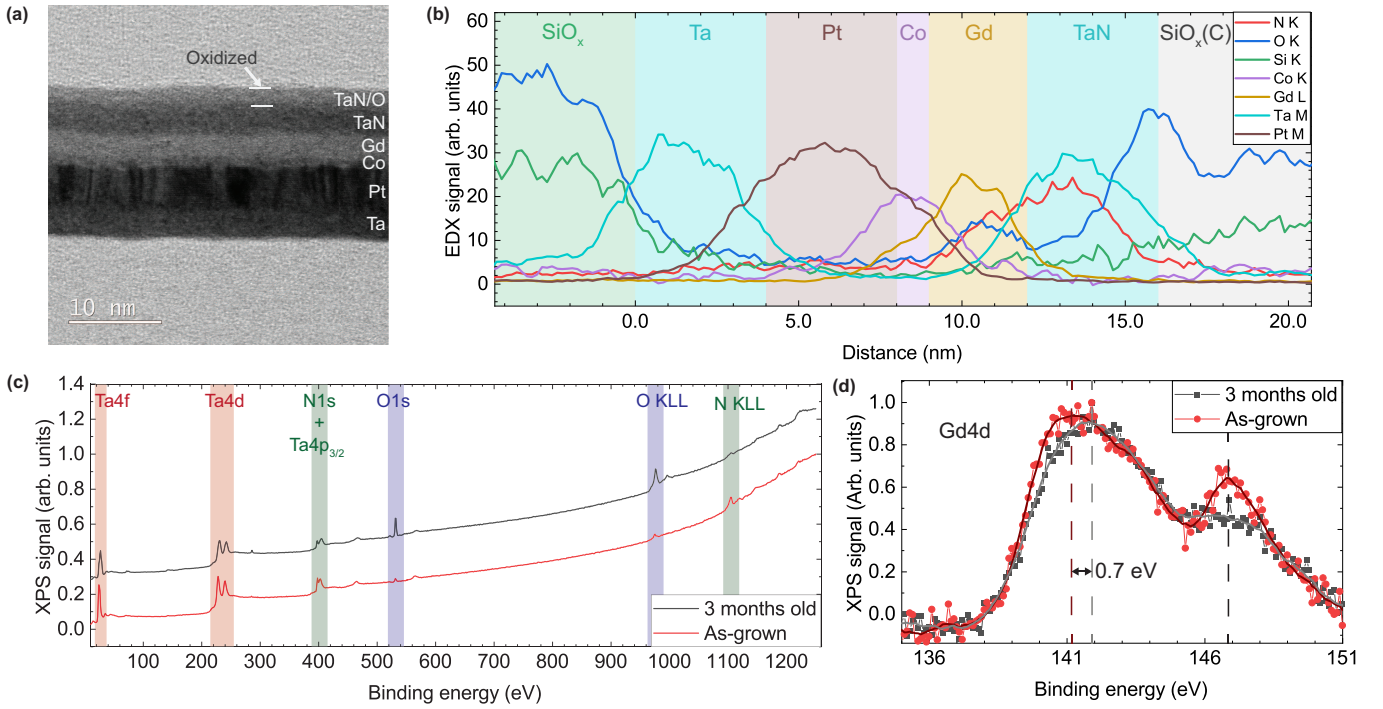 (a)
Oxidized
TaN/O
TaN
Gd
Co
Pt
Ta
10 nm
(b)
60
50
40
30
20
10
0
EDX signal (arb. units)
SiOₓ
Ta
Pt
Co
Gd
TaN
SiOₓ(C)
N K
O K
Si K
Co K
Gd L
Ta M
Pt M
0.0 5.0 10.0 15.0 20.0
Distance (nm)
(c)
1.4
1.2
1.0
0.8
0.6
0.4
0.2
0.0
XPS signal (arb. units)
Ta4f
Ta4d
N1s
+
Ta4p₃/₂
O1s
O KLL
N KLL
3 months old
As-grown
100 200 300 400 500 600 700 800 900 1000 1100 1200
Binding energy (eV)
(d)
1.0
0.8
0.6
0.4
0.2
0.0
XPS signal (Arb. units)
Gd4d
3 months old
As-grown
0.7 eV
136 141 146 151
Binding energy (eV)